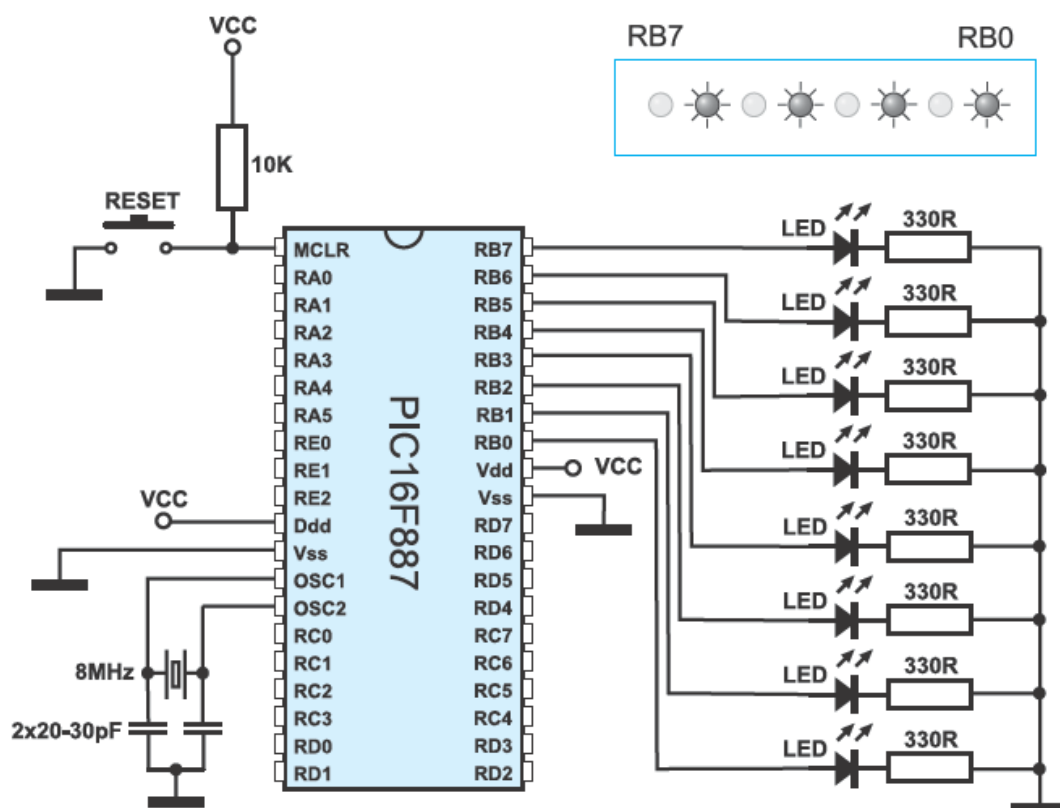 VCC
RB7
RB0
10K
RESET
MCLR
RA0
RA1
RA2
RA3
RA4
RA5
RE0
RE1
RE2
Ddd
Vss
OSC1
OSC2
RC0
RC1
RC2
RC3
RD0
RD1
PIC16F887
RB7
RB6
RB5
RB4
RB3
RB2
RB1
RB0
Vdd
Vss
RD7
RD6
RD5
RD4
RC7
RC6
RC5
RC4
RD3
RD2
VCC
VCC
8MHz
2x20-30pF
LED 330R
LED 330R
LED 330R
LED 330R
LED 330R
LED 330R
LED 330R
LED 330R